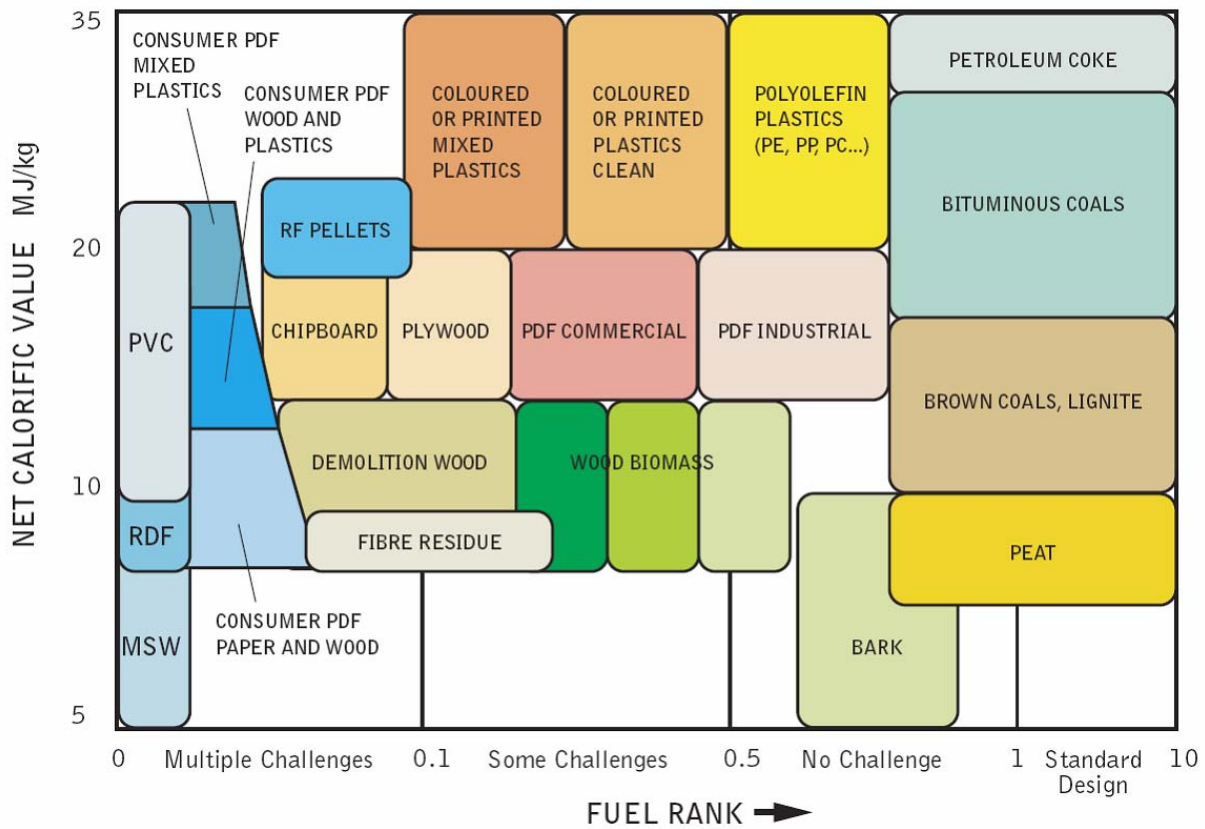 35
CONSUMER PDF
MIXED
PLASTICS
CONSUMER PDF
WOOD AND
PLASTICS
COLOURED
OR PRINTED
MIXED
PLASTICS
COLOURED
OR PRINTED
PLASTICS
CLEAN
POLYOLEFIN
PLASTICS
(PE, PP, PC...)
PETROLEUM COKE
BITUMINOUS COALS
RF PELLETS
20
NET CALORIFIC VALUE MJ/kg
PVC
CHIPBOARD
PLYWOOD
PDF COMMERCIAL
PDF INDUSTRIAL
BROWN COALS, LIGNITE
DEMOLITION WOOD
WOOD BIOMASS
10
RDF
FIBRE RESIDUE
PEAT
CONSUMER PDF
PAPER AND WOOD
MSW
BARK
5
0 Multiple Challenges 0.1 Some Challenges 0.5 No Challenge 1 Standard 10
Design
FUEL RANK